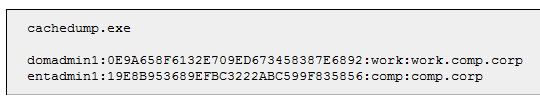 cachedump.exe
domadmin1:0E9A658F6132E709ED673458387E6892:work:work.comp.corp
entadmin1:19E8B953689EFBC3222ABC599F835856:comp:comp.corp